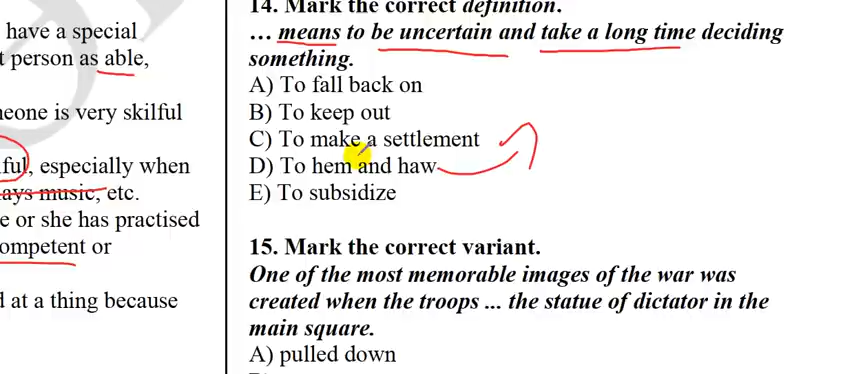 have a special
t person as able,
neone is very skilful
ful, especially when
ays music, etc.
e or she has practised
ompetent or
d at a thing because
14. Mark the correct definition.
… means to be uncertain and take a long time deciding
something.
A) To fall back on
B) To keep out
C) To make a settlement
D) To hem and haw
E) To subsidize
15. Mark the correct variant.
One of the most memorable images of the war was
created when the troops ... the statue of dictator in the
main square.
A) pulled down